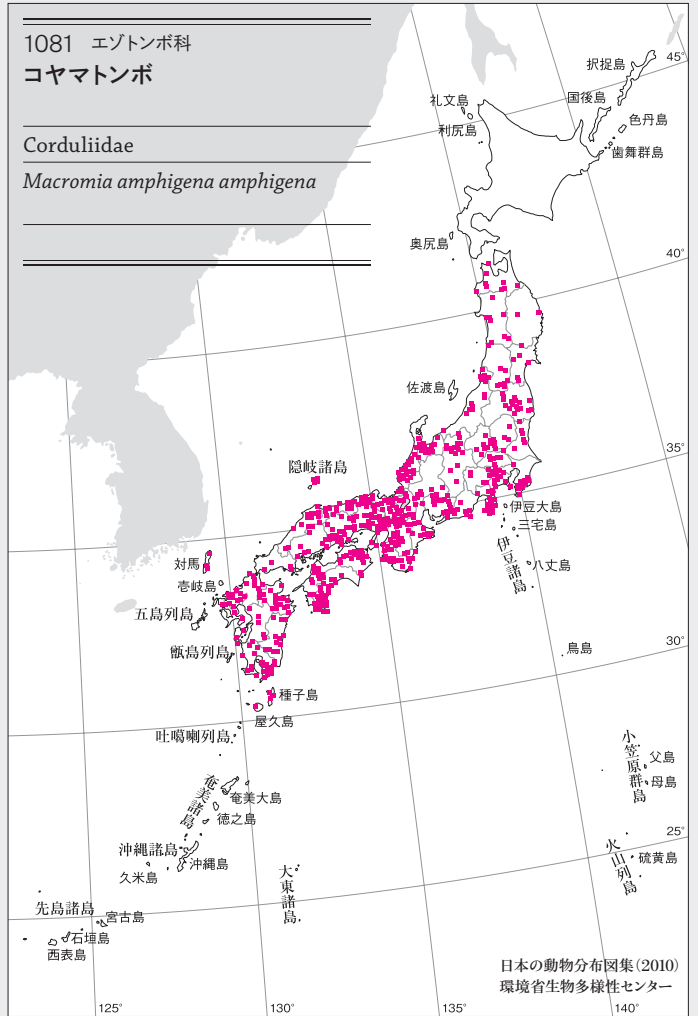 1081 エゾトンボ科
コヤマトンボ
Corduliidae
Macromia amphigena amphigena
45°
択捉島
国後島
礼文島
色丹島
利尻島
歯舞群島
奥尻島
40°
佐渡島
35°
隠岐諸島
伊豆大島
三宅島
伊豆諸島
八丈島
対馬
壱岐島
五島列島
甑島列島
30°
鳥島
種子島
屋久島
吐噶喇列島
小笠原群島
父島
母島
奄美諸島
奄美大島
徳之島
25°
沖縄諸島
沖縄島
久米島
火山列島
硫黄島
大東諸島
先島諸島
宮古島
石垣島
西表島
日本の動物分布図集(2010)
環境省生物多様性センター
125°
130°
135°
140°